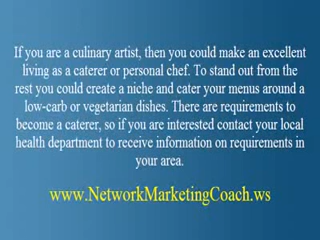 If you are a culinary artist, then you could make an excellent
living as a caterer or personal chef. To stand out from the
rest you could create a niche and cater your menus around a
low-carb or vegetarian dishes. There are requirements to
become a caterer, so if you are interested contact your local
health department to receive information on requirements in
your area.
www.NetworkMarketingCoach.ws